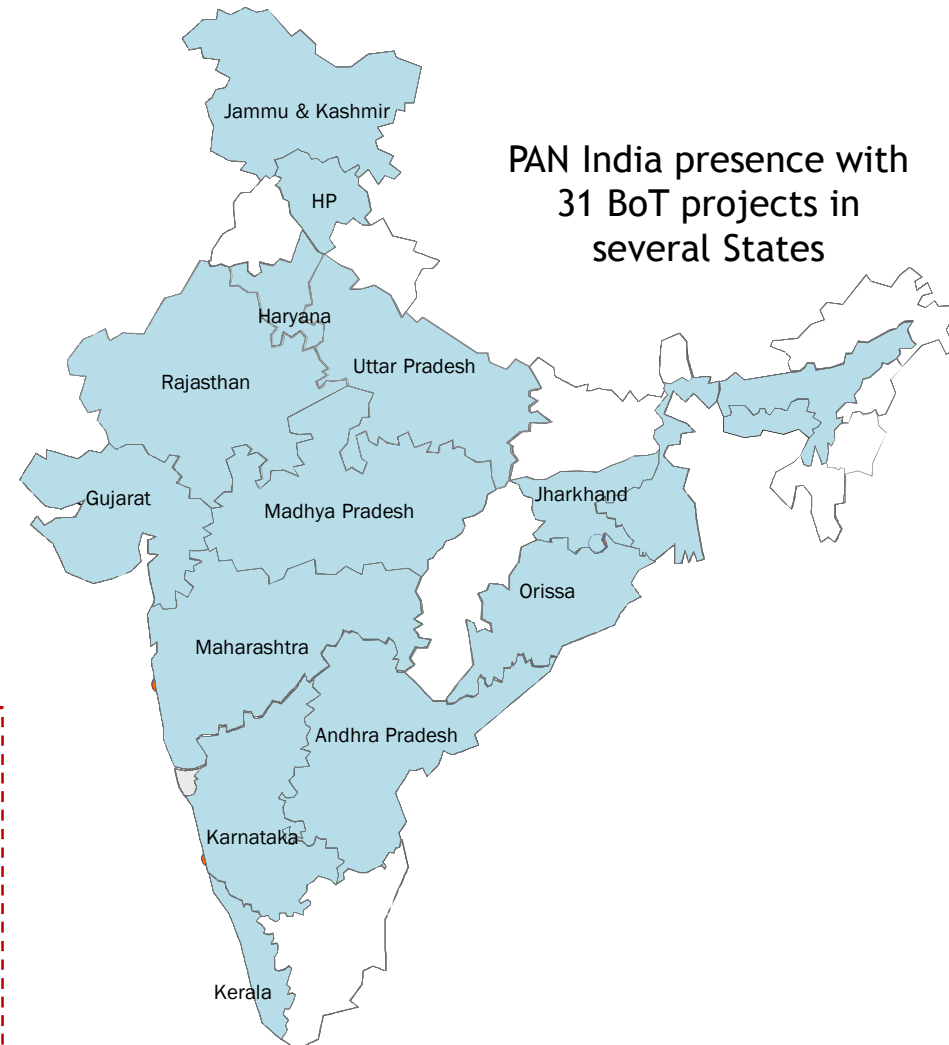 Jammu & Kashmir
PAN India presence with
31 BoT projects in
several States
HP
Haryana
Uttar Pradesh
Rajasthan
Gujarat
Jharkhand
Madhya Pradesh
Orissa
Maharashtra
Andhra Pradesh
Karnataka
Kerala